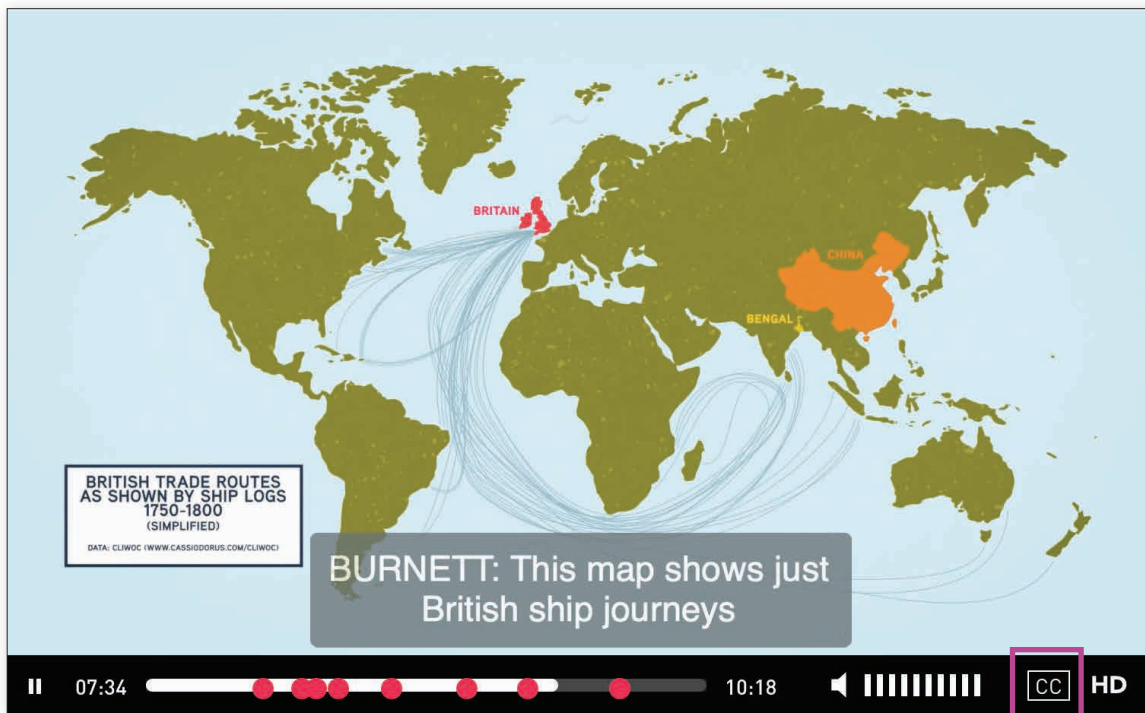 BRITAIN
CHINA
BENGAL
BRITISH TRADE ROUTES
AS SHOWN BY SHIP LOGS
1750-1800
(SIMPLIFIED)
DATA: CLIWOC (WWW.CASSIODORUS.COM/CLIWOC)
BURNETT: This map shows just
British ship journeys
07:34
10:18
CC
HD